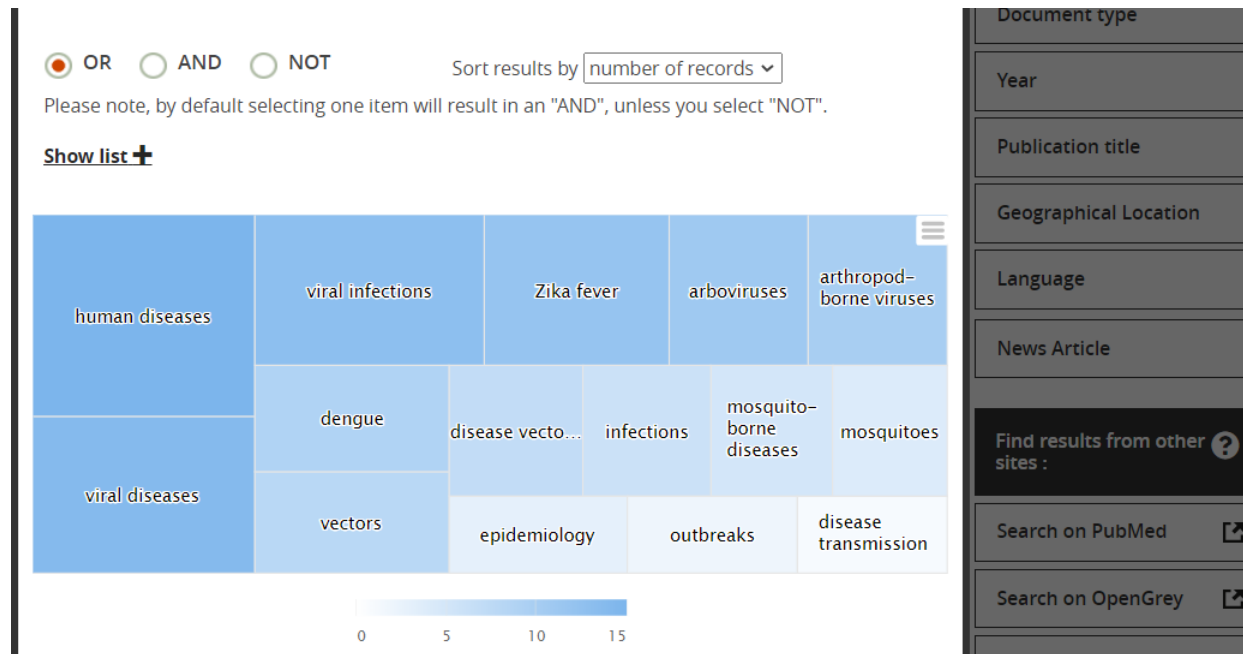 OR AND NOT Sort results by number of records
Please note, by default selecting one item will result in an "AND", unless you select "NOT".
Show list
human diseases
viral diseases
viral infections
Zika fever
arboviruses
arthropod-
borne viruses
dengue
vectors
disease vecto...
infections
mosquito-
borne
diseases
mosquitoes
epidemiology
outbreaks
disease
transmission
0 5 10 15
Document type
Year
Publication title
Geographical Location
Language
News Article
Find results from other
sites :
?
Search on PubMed
Search on OpenGrey